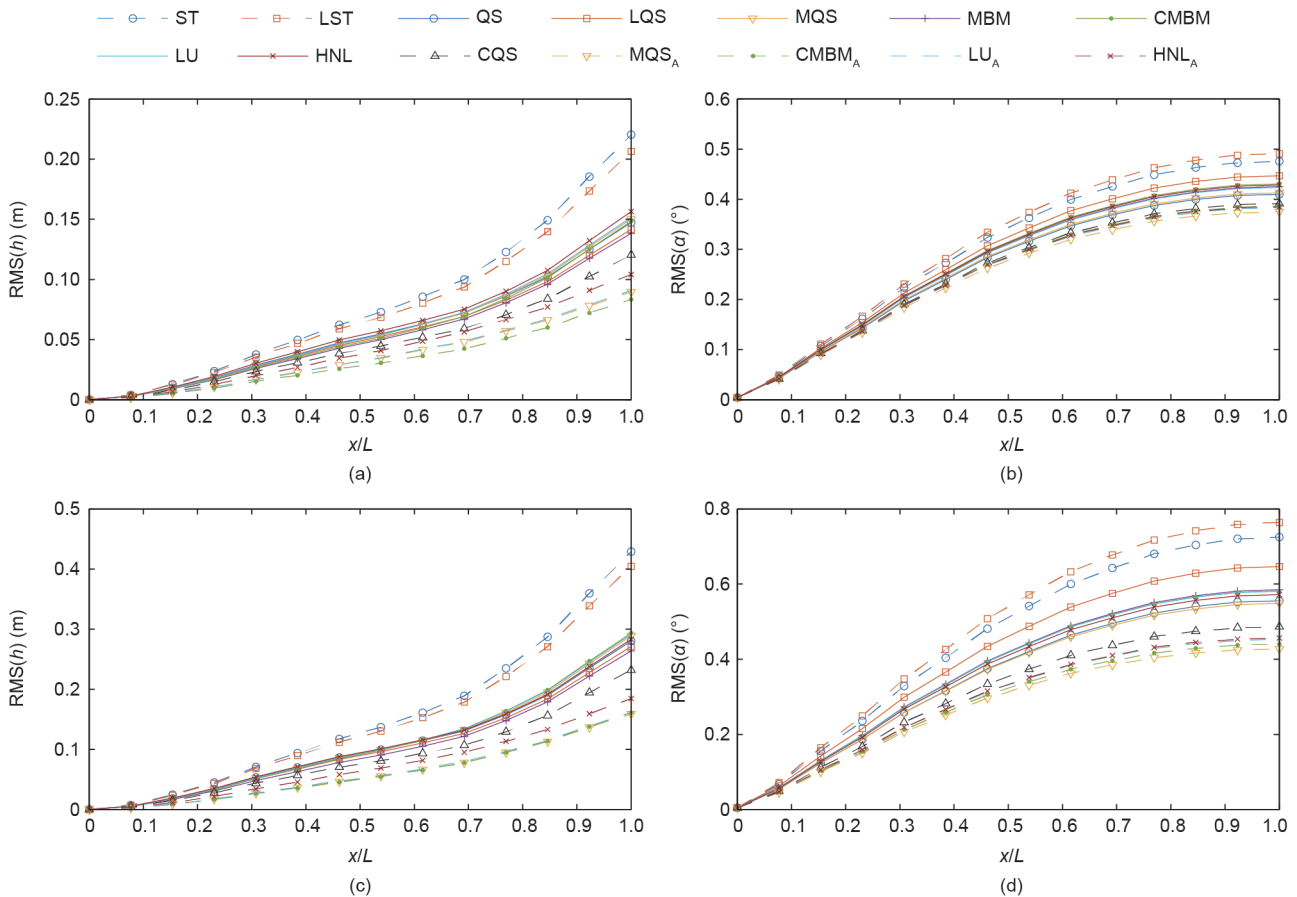 ST LST QS LQS MQS MBM CMBM
LU HNL CQS MQS_A CMBM_A LU_A HNL_A
0.25
0.20
0.15
0.10
0.05
0
RMS(h) (m)
0 0.1 0.2 0.3 0.4 0.5 0.6 0.7 0.8 0.9 1.0
x/L
(a)
0.6
0.5
0.4
0.3
0.2
0.1
0
RMS(α) (°)
0 0.1 0.2 0.3 0.4 0.5 0.6 0.7 0.8 0.9 1.0
x/L
(b)
0.5
0.4
0.3
0.2
0.1
0
RMS(h) (m)
0 0.1 0.2 0.3 0.4 0.5 0.6 0.7 0.8 0.9 1.0
x/L
(c)
0.8
0.6
0.4
0.2
0
RMS(α) (°)
0 0.1 0.2 0.3 0.4 0.5 0.6 0.7 0.8 0.9 1.0
x/L
(d)